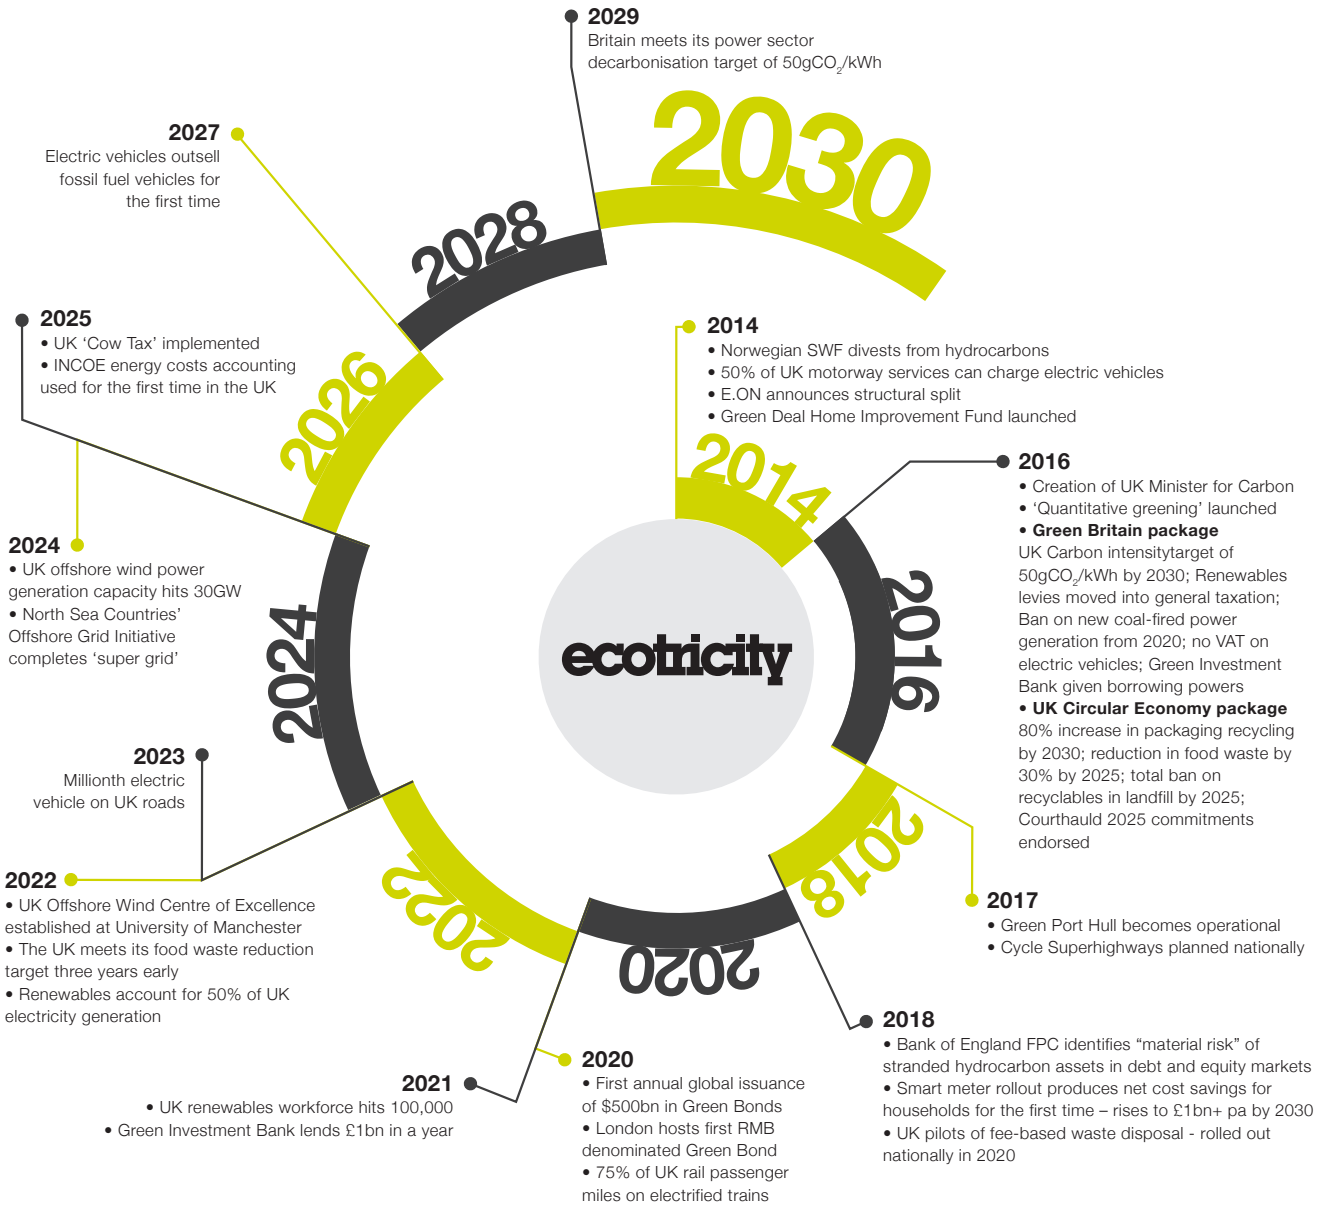 2029
Britain meets its power sector
decarbonisation target of 50gCO₂/kWh
2030
2027
Electric vehicles outsell
fossil fuel vehicles for
the first time
2028
2025
• UK ‘Cow Tax’ implemented
• INCOE energy costs accounting
used for the first time in the UK
2026
2014
• Norwegian SWF divests from hydrocarbons
• 50% of UK motorway services can charge electric vehicles
• E.ON announces structural split
• Green Deal Home Improvement Fund launched
2014
2016
• Creation of UK Minister for Carbon
• ‘Quantitative greening’ launched
• Green Britain package
UK Carbon intensitytarget of
50gCO₂/kWh by 2030; Renewables
levies moved into general taxation;
Ban on new coal-fired power
generation from 2020; no VAT on
electric vehicles; Green Investment
Bank given borrowing powers
• UK Circular Economy package
80% increase in packaging recycling
by 2030; reduction in food waste by
30% by 2025; total ban on
recyclables in landfill by 2025;
Courthauld 2025 commitments
endorsed
2016
ecotricity
2024
• UK offshore wind power
generation capacity hits 30GW
• North Sea Countries’
Offshore Grid Initiative
completes ‘super grid’
2024
2023
Millionth electric
vehicle on UK roads
2022
• UK Offshore Wind Centre of Excellence
established at University of Manchester
• The UK meets its food waste reduction
target three years early
• Renewables account for 50% of UK
electricity generation
2022
2018
2020
2017
• Green Port Hull becomes operational
• Cycle Superhighways planned nationally
2018
• Bank of England FPC identifies “material risk” of
stranded hydrocarbon assets in debt and equity markets
• Smart meter rollout produces net cost savings for
households for the first time – rises to £1bn+ pa by 2030
• UK pilots of fee-based waste disposal - rolled out
nationally in 2020
2020
• First annual global issuance
of $500bn in Green Bonds
• London hosts first RMB
denominated Green Bond
• 75% of UK rail passenger
miles on electrified trains
2021
• UK renewables workforce hits 100,000
• Green Investment Bank lends £1bn in a year